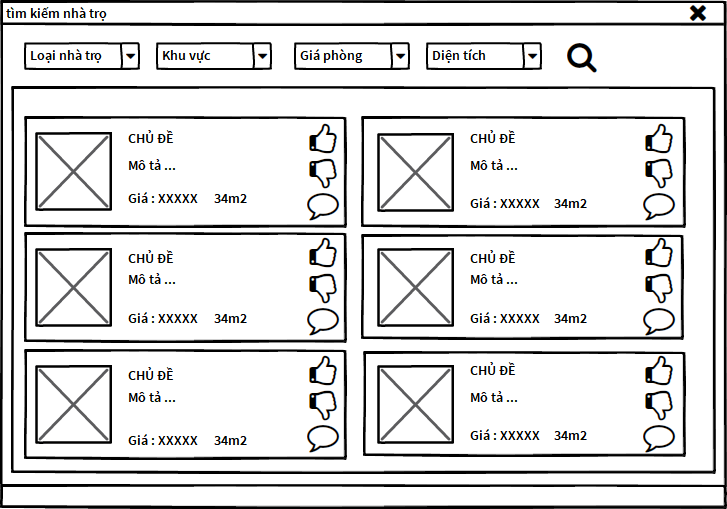 tìm kiếm nhà trọ
Loại nhà trọ Khu vực Giá phòng Diện tích
CHỦ ĐỀ
Mô tả ...
Giá : XXXXX 34m2
CHỦ ĐỀ
Mô tả ...
Giá : XXXXX 34m2
CHỦ ĐỀ
Mô tả ...
Giá : XXXXX 34m2
CHỦ ĐỀ
Mô tả ...
Giá : XXXXX 34m2
CHỦ ĐỀ
Mô tả ...
Giá : XXXXX 34m2
CHỦ ĐỀ
Mô tả ...
Giá : XXXXX 34m2